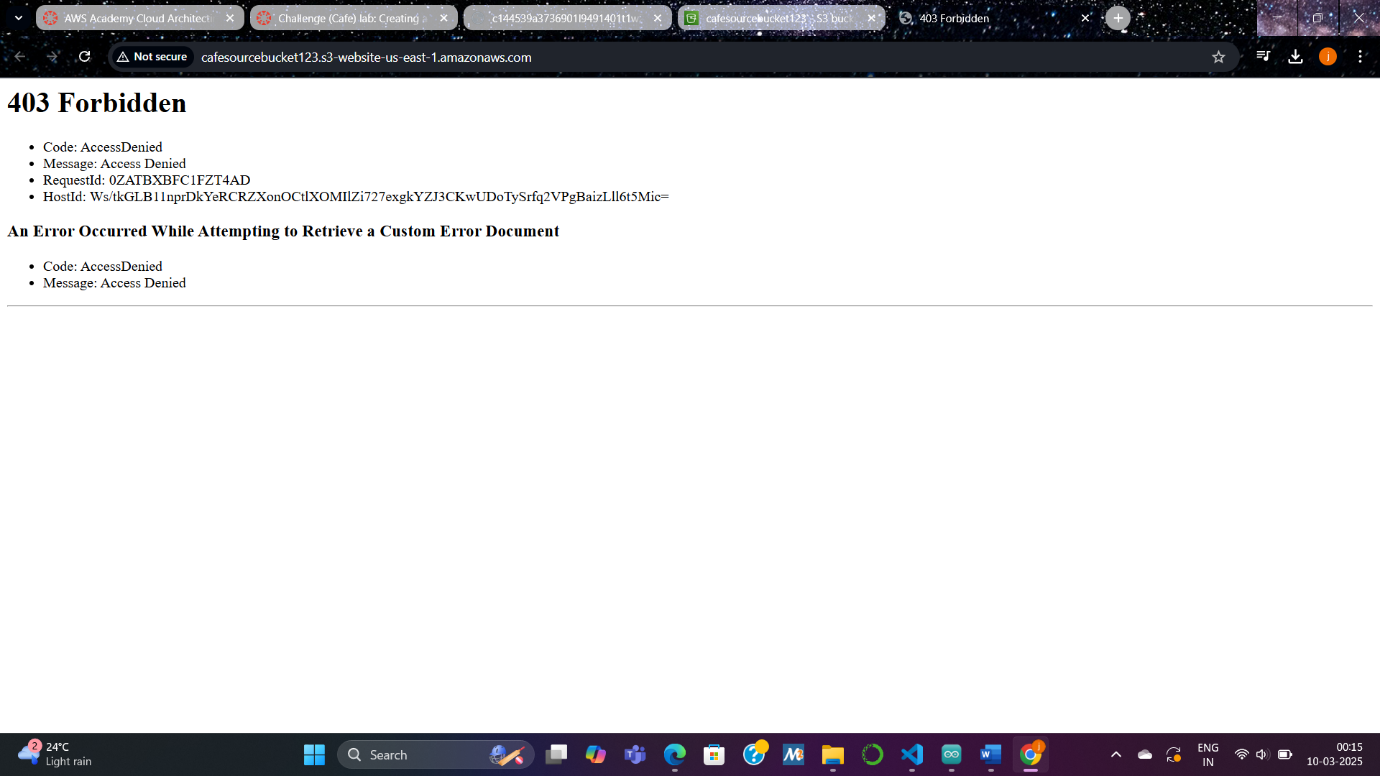 AWS Academy Cloud Architecti
Challenge (Cafe) lab: Creating a
c144539a3736901l9491401t1w
cafesourcebucket123 - S3 buck
403 Forbidden
Not secure
cafesourcebucket123.s3-website-us-east-1.amazonaws.com
j
403 Forbidden
• Code: AccessDenied
• Message: Access Denied
• RequestId: 0ZATBXBFC1FZT4AD
• HostId: Ws/tkGLB11nprDkYeRCRZXonOCtlXOMIlZi727exgkYZJ3CKwUDoTySrfq2VPgBaizLll6t5Mic=
An Error Occurred While Attempting to Retrieve a Custom Error Document
• Code: AccessDenied
• Message: Access Denied
2
24°C
Light rain
Search
j
ENG
IN
00:15
10-03-2025